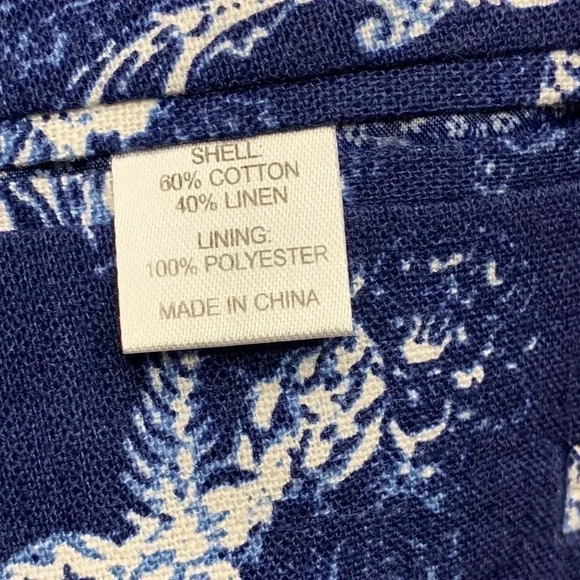 SHELL:
60% COTTON
40% LINEN
LINING:
100% POLYESTER
MADE IN CHINA